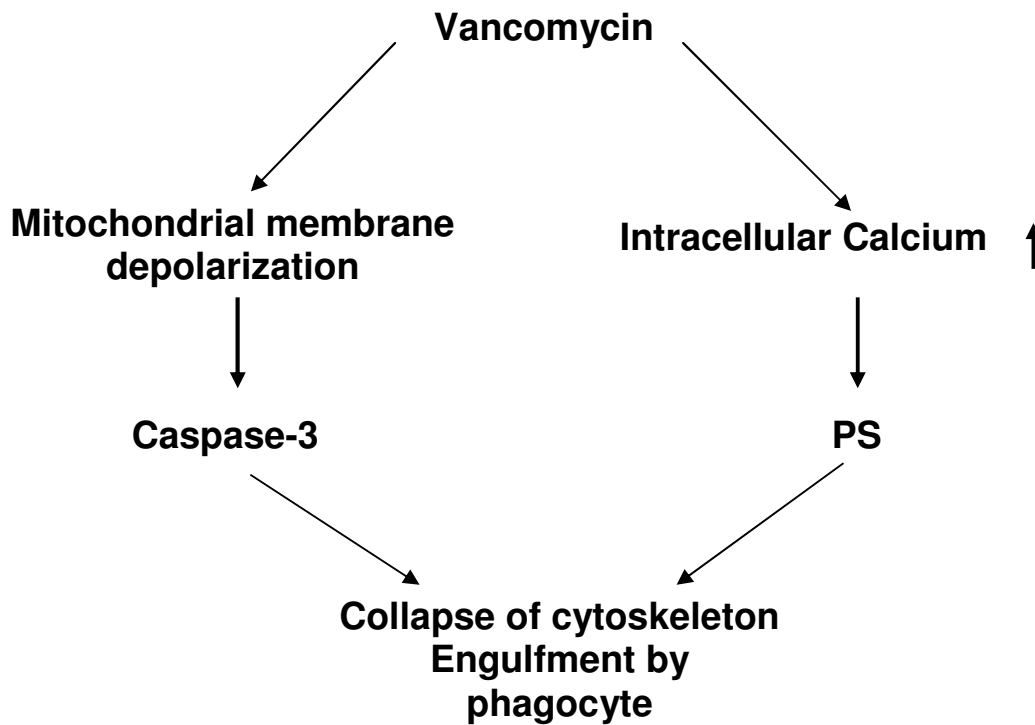 Vancomycin
Mitochondrial membrane
depolarization
Intracellular Calcium
Caspase-3
PS
Collapse of cytoskeleton
Engulfment by
phagocyte